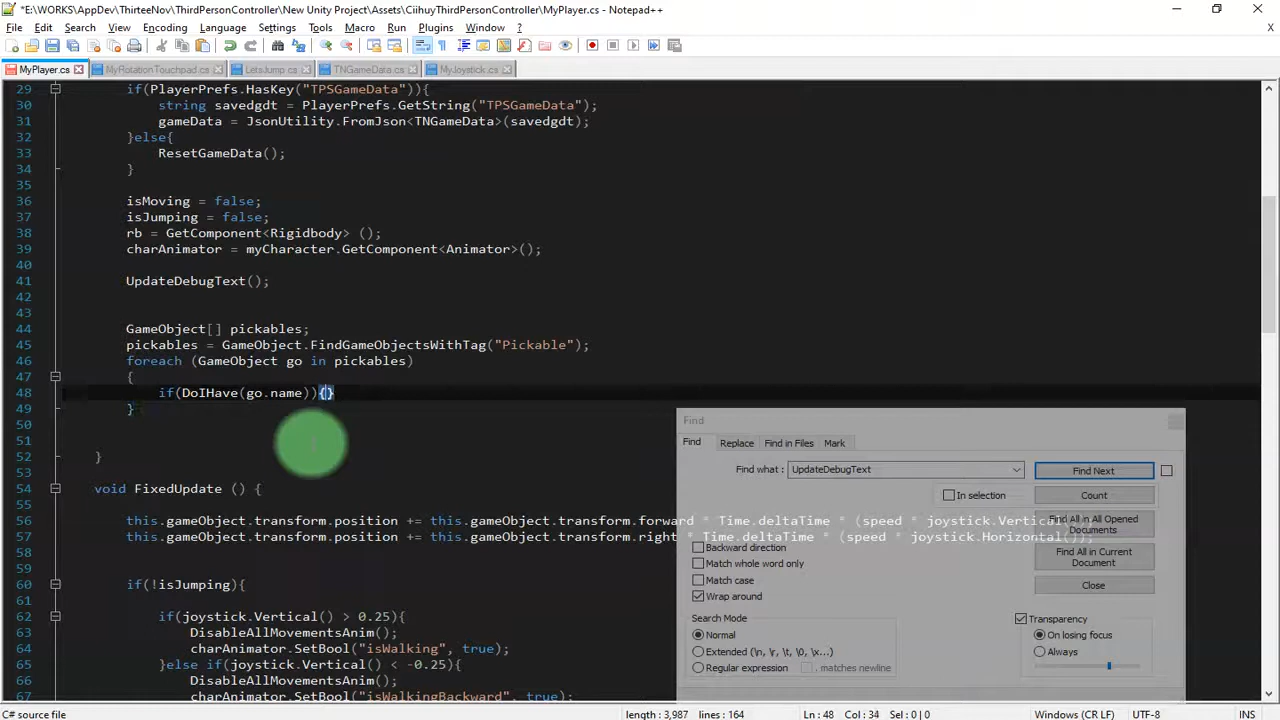 *E:\WORKS\AppDev\ThirteeNov\ThirdPersonController\New Unity Project\Assets\CiihuyThirdPersonController\MyPlayer.cs - Notepad++
File Edit Search View Encoding Language Settings Tools Macro Run Plugins Window ? X
MyPlayer.cs MyRotationTouchpad.cs LetsJump.cs TNGameData.cs MyJoystick.cs
29 if(PlayerPrefs.HasKey("TPSGameData")){
30 string savedgdt = PlayerPrefs.GetString("TPSGameData");
31 gameData = JsonUtility.FromJson<TNGameData>(savedgdt);
32 }else{
33 ResetGameData();
34 }
35
36 isMoving = false;
37 isJumping = false;
38 rb = GetComponent<Rigidbody> ();
39 charAnimator = myCharacter.GetComponent<Animator>();
40
41 UpdateDebugText();
42
43
44 GameObject[] pickables;
45 pickables = GameObject.FindGameObjectsWithTag("Pickable");
46 foreach (GameObject go in pickables)
47 {
48 if(DoIHave(go.name)){}
49 }
50
51
52 }
53
54 void FixedUpdate () {
55
56 this.gameObject.transform.position += this.gameObject.transform.forward * Time.deltaTime * (speed * joystick.Vertical
57 this.gameObject.transform.position += this.gameObject.transform.right * Time.deltaTime * (speed * joystick.Horizontal());
58
59
60 if(!isJumping){
61
62 if(joystick.Vertical() > 0.25){
63 DisableAllMovementsAnim();
64 charAnimator.SetBool("isWalking", true);
65 }else if(joystick.Vertical() < -0.25){
66 DisableAllMovementsAnim();
67 charAnimator.SetBool("isWalkingBackward", true);
Find
Find Replace Find in Files Mark
Find what : UpdateDebugText Find Next
In selection Count
Find All in All Opened Documents
Backward direction
Match whole word only Find All in Current Document
Match case
Wrap around Close
Search Mode
Normal
Extended (\n, \r, \t, \0, \x...)
Regular expression . matches newline
Transparency
On losing focus
Always
C# source file length : 3,987 lines : 164 Ln : 48 Col : 34 Sel : 0 | 0 Windows (CR LF) UTF-8 INS